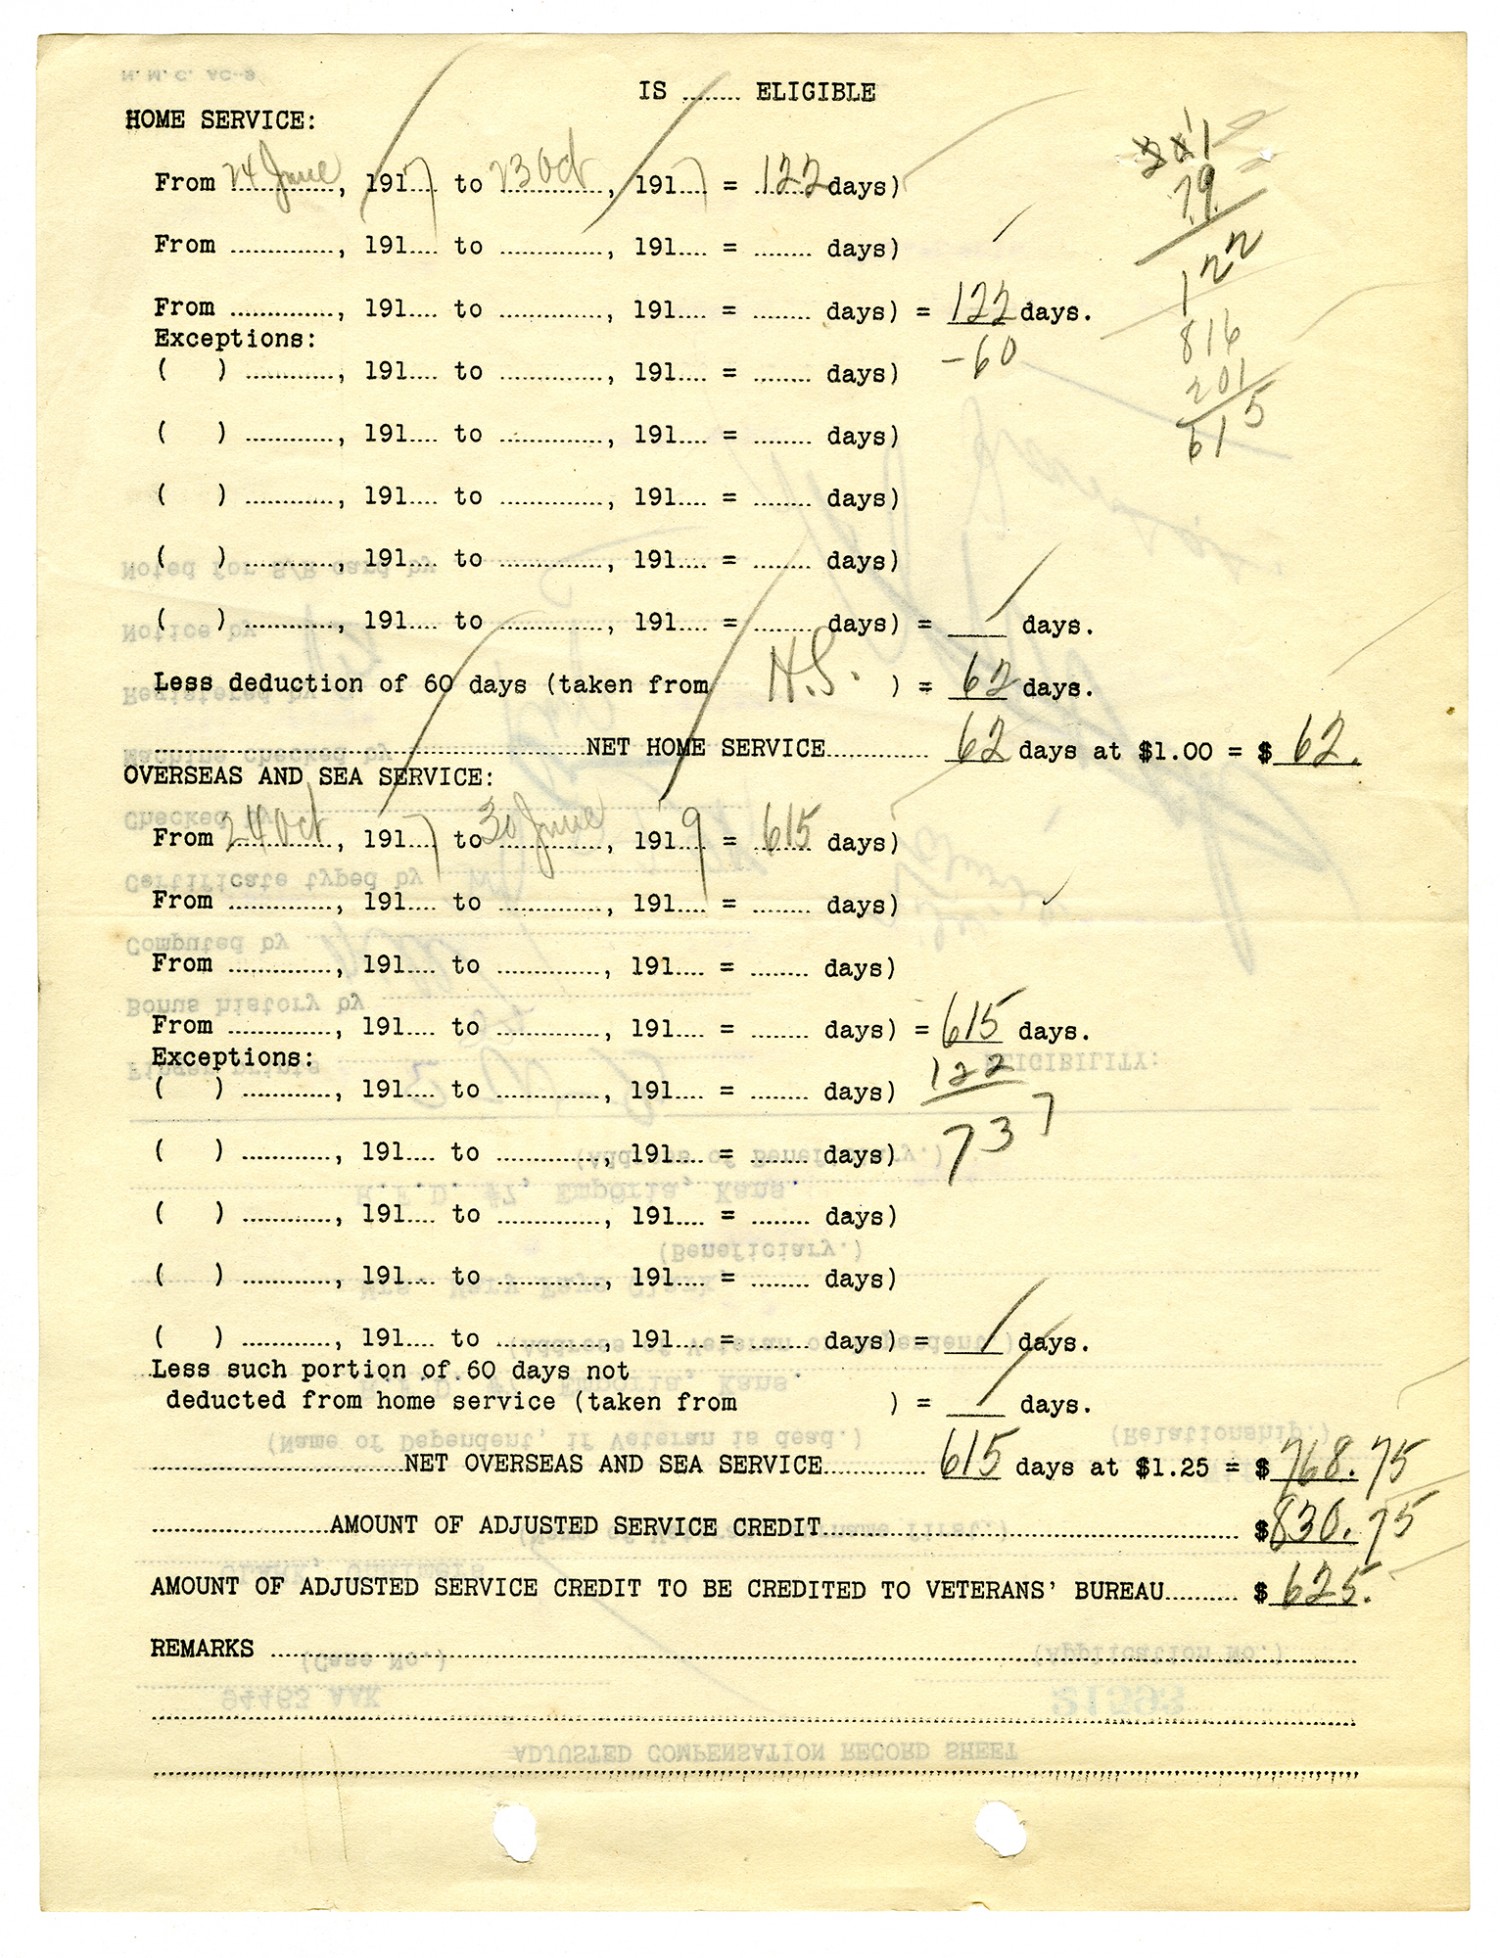 IS ........ ELIGIBLE
HOME SERVICE:
From 24 June, 1917 to 23 Oct, 1917 = 122 days)
From .............., 191.... to .............., 191.... = ........ days)
From .............., 191.... to .............., 191.... = ........ days) = 122 days.
Exceptions:
-60
(   ) ............, 191.... to .............., 191.... = ........ days)
(   ) ............, 191.... to .............., 191.... = ........ days)
(   ) ............, 191.... to .............., 191.... = ........ days)
(   ) ............, 191.... to .............., 191.... = ........ days)
(   ) ............, 191.... to .............., 191.... = ........ days) = / days.
Less deduction of 60 days (taken from H.S. ) = 62 days.
NET HOME SERVICE.............. 62 days at $1.00 = $ 62.
OVERSEAS AND SEA SERVICE:
From 24 Oct, 1917 to 30 June, 1919 = 615 days)
From .............., 191.... to .............., 191.... = ........ days)
From .............., 191.... to .............., 191.... = ........ days)
From .............., 191.... to .............., 191.... = ........ days) = 615 days.
Exceptions:
122
(   ) ............, 191.... to .............., 191.... = ........ days)
737
(   ) ............, 191.... to .............., 191.... = ........ days)
(   ) ............, 191.... to .............., 191.... = ........ days)
(   ) ............, 191.... to .............., 191.... = ........ days)
(   ) ............, 191.... to .............., 191.... = ........ days) = / days.
Less such portion of 60 days not
deducted from home service (taken from ) = / days.
NET OVERSEAS AND SEA SERVICE.............. 615 days at $1.25 = $ 768.75
AMOUNT OF ADJUSTED SERVICE CREDIT.............. $830.75
AMOUNT OF ADJUSTED SERVICE CREDIT TO BE CREDITED TO VETERANS' BUREAU.......... $ 625.
REMARKS ..............
201
79
122
816
201
615